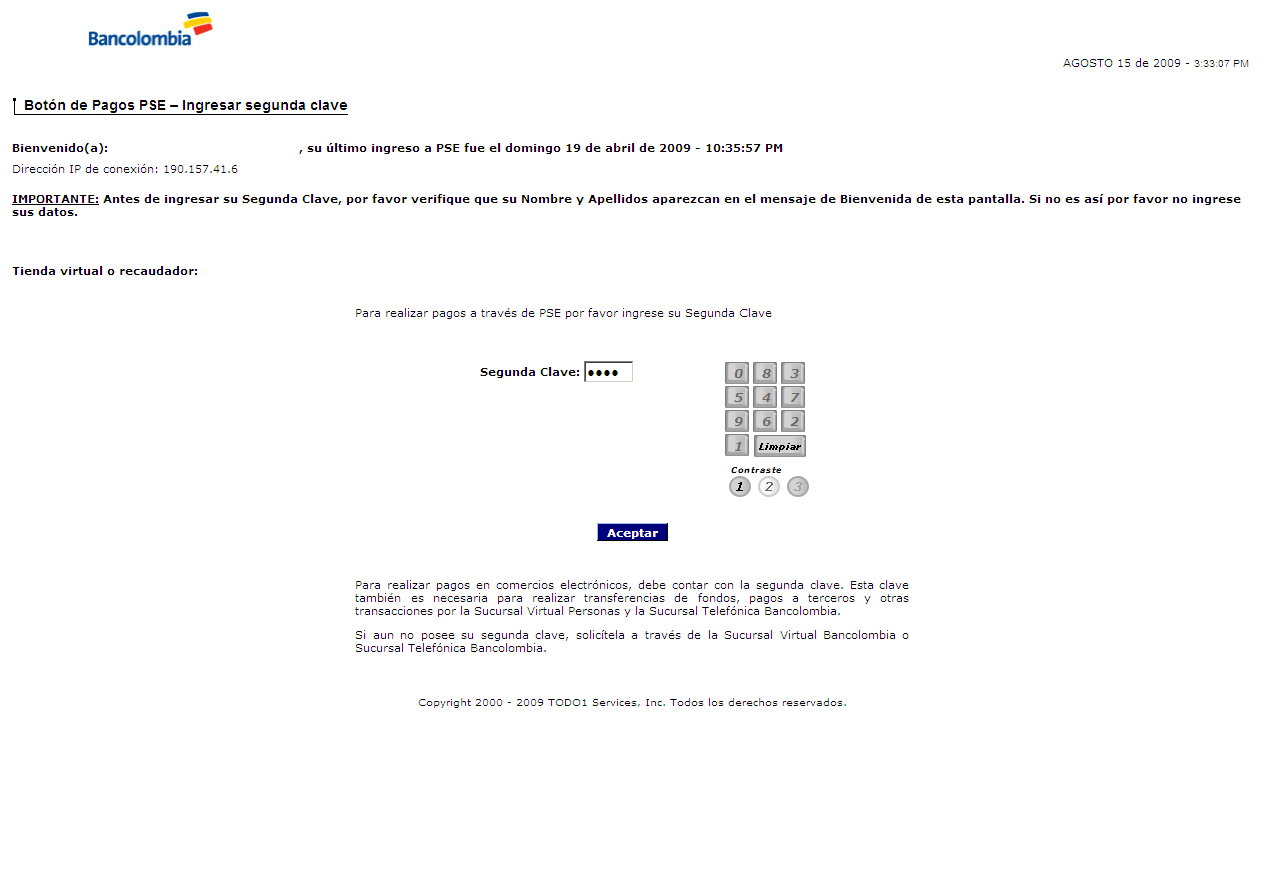 Bancolombia
AGOSTO 15 de 2009 - 3:33:07 PM
Botón de Pagos PSE – Ingresar segunda clave
Bienvenido(a): , su último ingreso a PSE fue el domingo 19 de abril de 2009 - 10:35:57 PM
Dirección IP de conexión: 190.157.41.6
IMPORTANTE: Antes de ingresar su Segunda Clave, por favor verifique que su Nombre y Apellidos aparezcan en el mensaje de Bienvenida de esta pantalla. Si no es así por favor no ingrese
sus datos.
Tienda virtual o recaudador:
Para realizar pagos a través de PSE por favor ingrese su Segunda Clave
Segunda Clave: ●●●●
0 8 3
5 4 7
9 6 2
1 Limpiar
Contraste
1 2 3
Aceptar
Para realizar pagos en comercios electrónicos, debe contar con la segunda clave. Esta clave
también es necesaria para realizar transferencias de fondos, pagos a terceros y otras
transacciones por la Sucursal Virtual Personas y la Sucursal Telefónica Bancolombia.
Si aun no posee su segunda clave, solicítela a través de la Sucursal Virtual Bancolombia o
Sucursal Telefónica Bancolombia.
Copyright 2000 - 2009 TODO1 Services, Inc. Todos los derechos reservados.